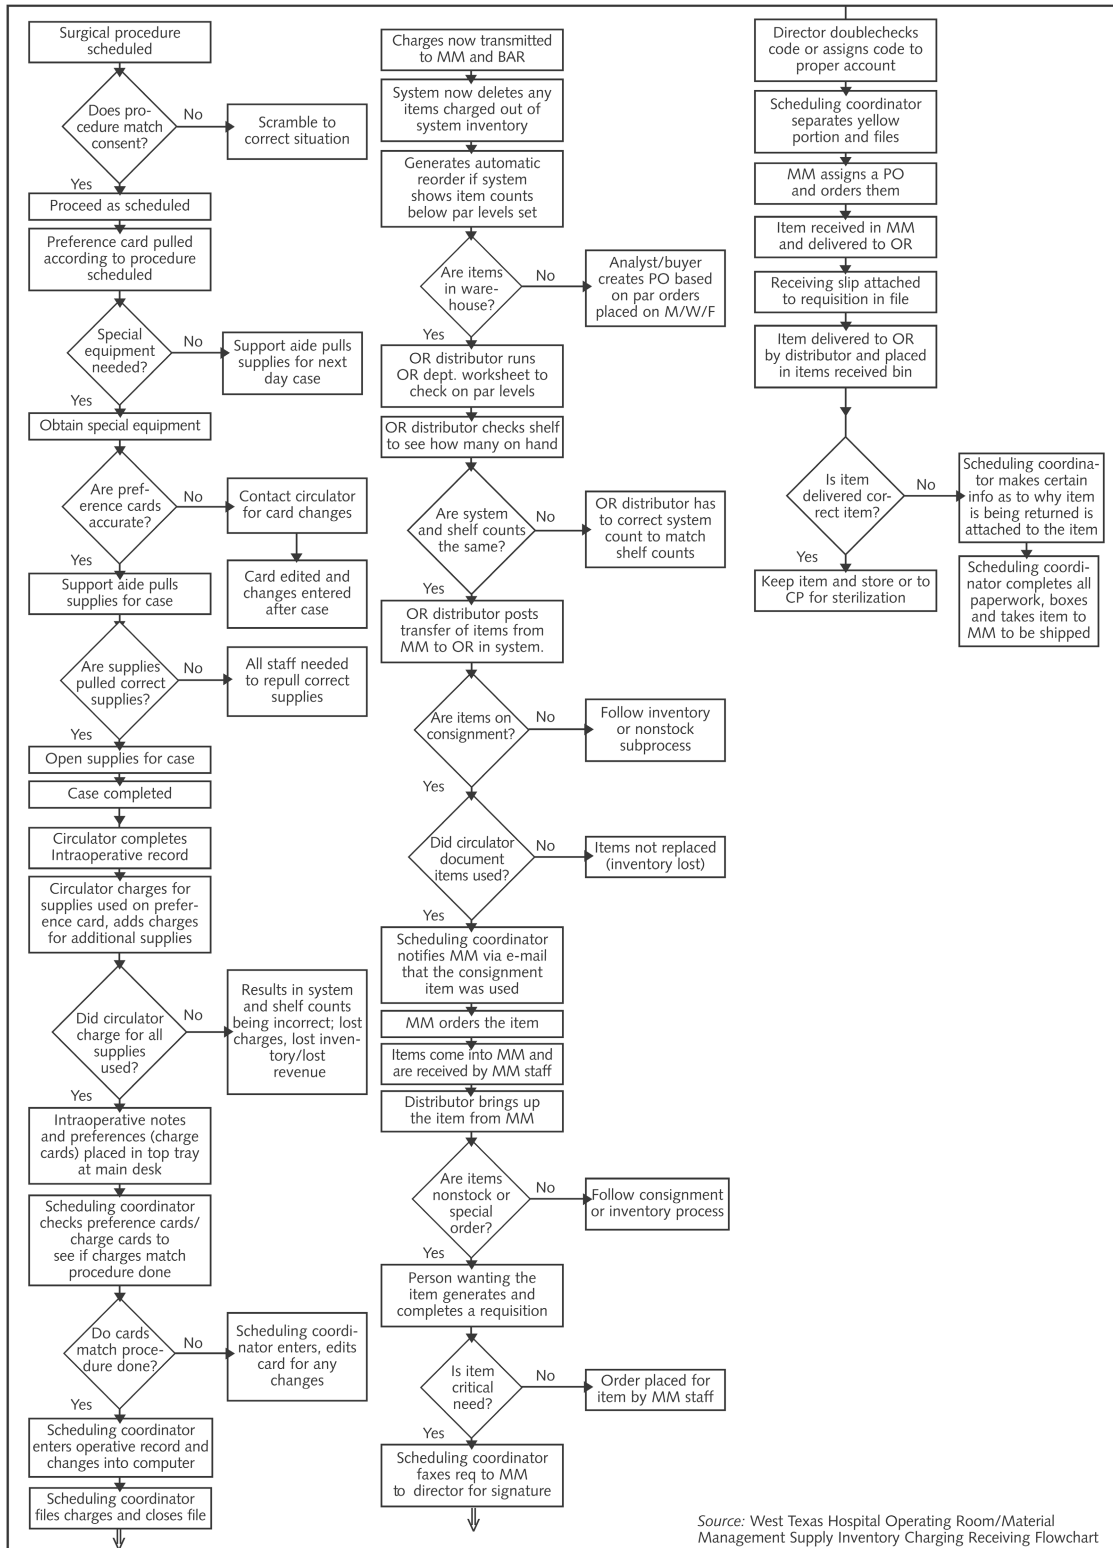 Surgical procedure
scheduled
Does pro-
cedure match
consent?
No
Scramble to
correct situation
Yes
Proceed as scheduled
Preference card pulled
according to procedure
scheduled
Special
equipment
needed?
No
Support aide pulls
supplies for next
day case
Yes
Obtain special equipment
Are pref-
erence cards
accurate?
No
Contact circulator
for card changes
Card edited and
changes entered
after case
Yes
Support aide pulls
supplies for case
Are supplies
pulled correct
supplies?
No
All staff needed
to repull correct
supplies
Yes
Open supplies for case
Case completed
Circulator completes
Intraoperative record
Circulator charges for
supplies used on prefer-
ence card, adds charges
for additional supplies
Did circulator
charge for all
supplies
used?
No
Results in system
and shelf counts
being incorrect; lost
charges, lost inven-
tory/lost
revenue
Yes
Intraoperative notes
and preferences (charge
cards) placed in top tray
at main desk
Scheduling coordinator
checks preference cards/
charge cards to
see if charges match
procedure done
Do cards
match proce-
dure done?
No
Scheduling coordi-
nator enters, edits
card for any
changes
Yes
Scheduling coordinator
enters operative record and
changes into computer
Scheduling coordinator
files charges and closes file
Charges now transmitted
to MM and BAR
System now deletes any
items charged out of
system inventory
Generates automatic
reorder if system
shows item counts
below par levels set
Are items
in ware-
house?
No
Analyst/buyer
creates PO based
on par orders
placed on M/W/F
Yes
OR distributor runs
OR dept. worksheet to
check on par levels
OR distributor checks shelf
to see how many on hand
Are system
and shelf counts
the same?
No
OR distributor has
to correct system
count to match
shelf counts
Yes
OR distributor posts
transfer of items from
MM to OR in system.
Are items on
consignment?
No
Follow inventory
or nonstock
subprocess
Yes
Did circulator
document
items used?
No
Items not replaced
(inventory lost)
Yes
Scheduling coordinator
notifies MM via e-mail
that the consignment
item was used
MM orders the item
Items come into MM and
are received by MM staff
Distributor brings up
the item from MM
Are items
nonstock or
special
order?
No
Follow consignment
or inventory process
Yes
Person wanting the
item generates and
completes a requisition
Is item
critical
need?
No
Order placed for
item by MM staff
Yes
Scheduling coordinator
faxes req to MM
to director for signature
Director doublechecks
code or assigns code to
proper account
Scheduling coordinator
separates yellow
portion and files
MM assigns a PO
and orders them
Item received in MM
and delivered to OR
Receiving slip attached
to requisition in file
Item delivered to OR
by distributor and placed
in items received bin
Is item
delivered cor-
rect item?
No
Scheduling coordina-
tor makes certain
info as to why item
is being returned is
attached to the item
Yes
Keep item and store or to
CP for sterilization
Scheduling coordi-
nator completes all
paperwork, boxes
and takes item to
MM to be shipped
Source: West Texas Hospital Operating Room/Material
Management Supply Inventory Charging Receiving Flowchart